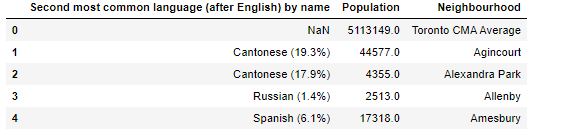 Second most common language (after English) by name Population Neighbourhood
0 NaN 5113149.0 Toronto CMA Average
1 Cantonese (19.3%) 44577.0 Agincourt
2 Cantonese (17.9%) 4355.0 Alexandra Park
3 Russian (1.4%) 2513.0 Allenby
4 Spanish (6.1%) 17318.0 Amesbury